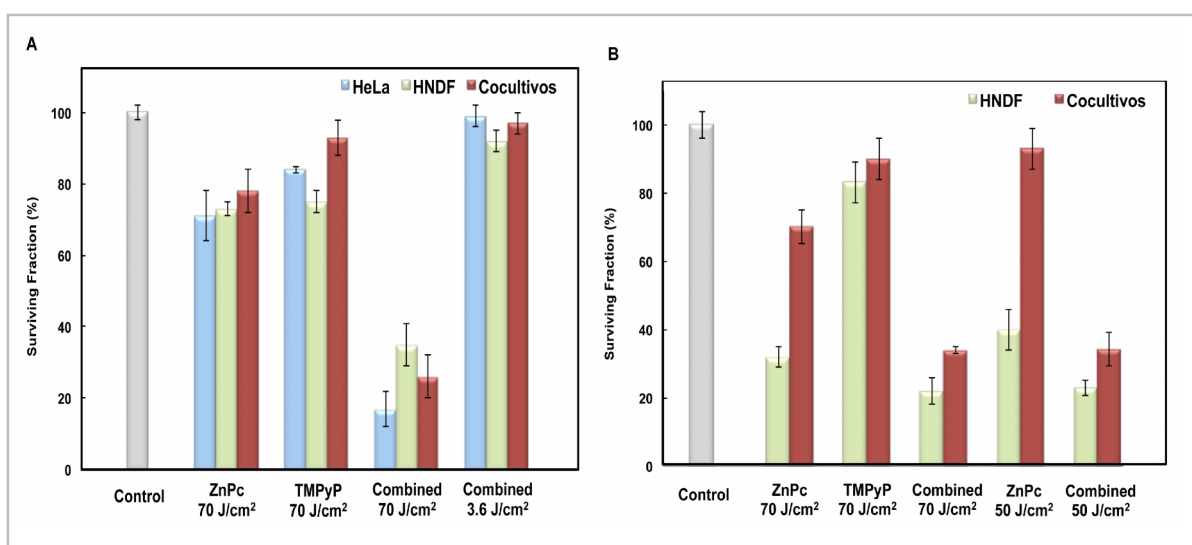 A
HeLa HNDF Cocultivos
Surviving Fraction (%)
100
80
60
40
20
0
Control
ZnPc
70 J/cm²
TMPyP
70 J/cm²
Combined
70 J/cm²
Combined
3.6 J/cm²
B
HNDF Cocultivos
Surviving Fraction (%)
100
80
60
40
20
0
Control
ZnPc
70 J/cm²
TMPyP
70 J/cm²
Combined
70 J/cm²
ZnPc
50 J/cm²
Combined
50 J/cm²